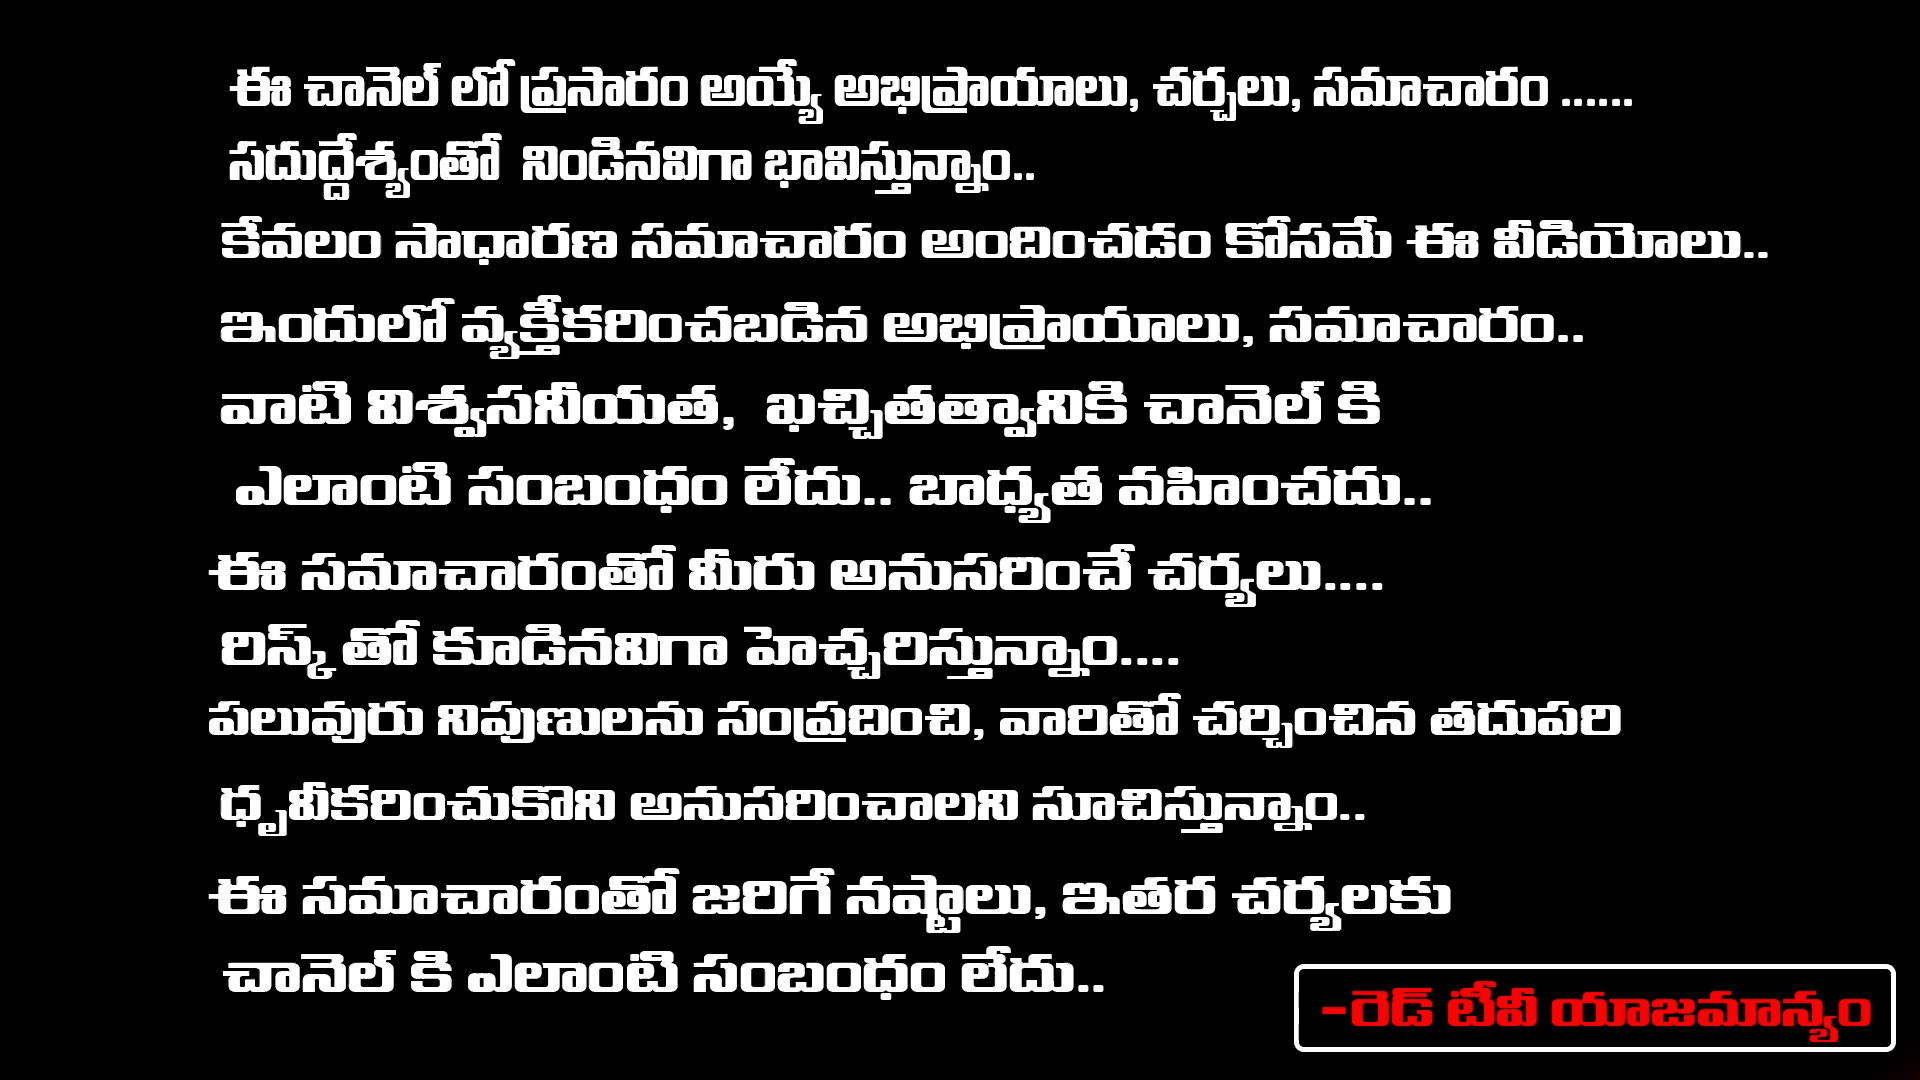 ఈ చానెల్ లో ప్రసారం అయ్యే అభిప్రాయాలు, చర్చలు, సమాచారం ......
సదుద్దేశ్యంతో నిండినవిగా భావిస్తున్నాం..
కేవలం సాధారణ సమాచారం అందించడం కోసమే ఈ వీడియోలు..
ఇందులో వ్యక్తీకరించబడిన అభిప్రాయాలు, సమాచారం..
వాటి విశ్వసనీయత, ఖచ్చితత్వానికి చానెల్ కి
ఎలాంటి సంబంధం లేదు.. బాధ్యత వహించదు..
ఈ సమాచారంతో మీరు అనుసరించే చర్యలు....
రిస్క్ తో కూడినవిగా హెచ్చరిస్తున్నాం....
పలువురు నిపుణులను సంప్రదించి, వారితో చర్చించిన తదుపరి
ధృవీకరించుకొని అనుసరించాలని సూచిస్తున్నాం..
ఈ సమాచారంతో జరిగే నష్టాలు, ఇతర చర్యలకు
చానెల్ కి ఎలాంటి సంబంధం లేదు..
-రెడ్ టీవీ యాజమాన్యం